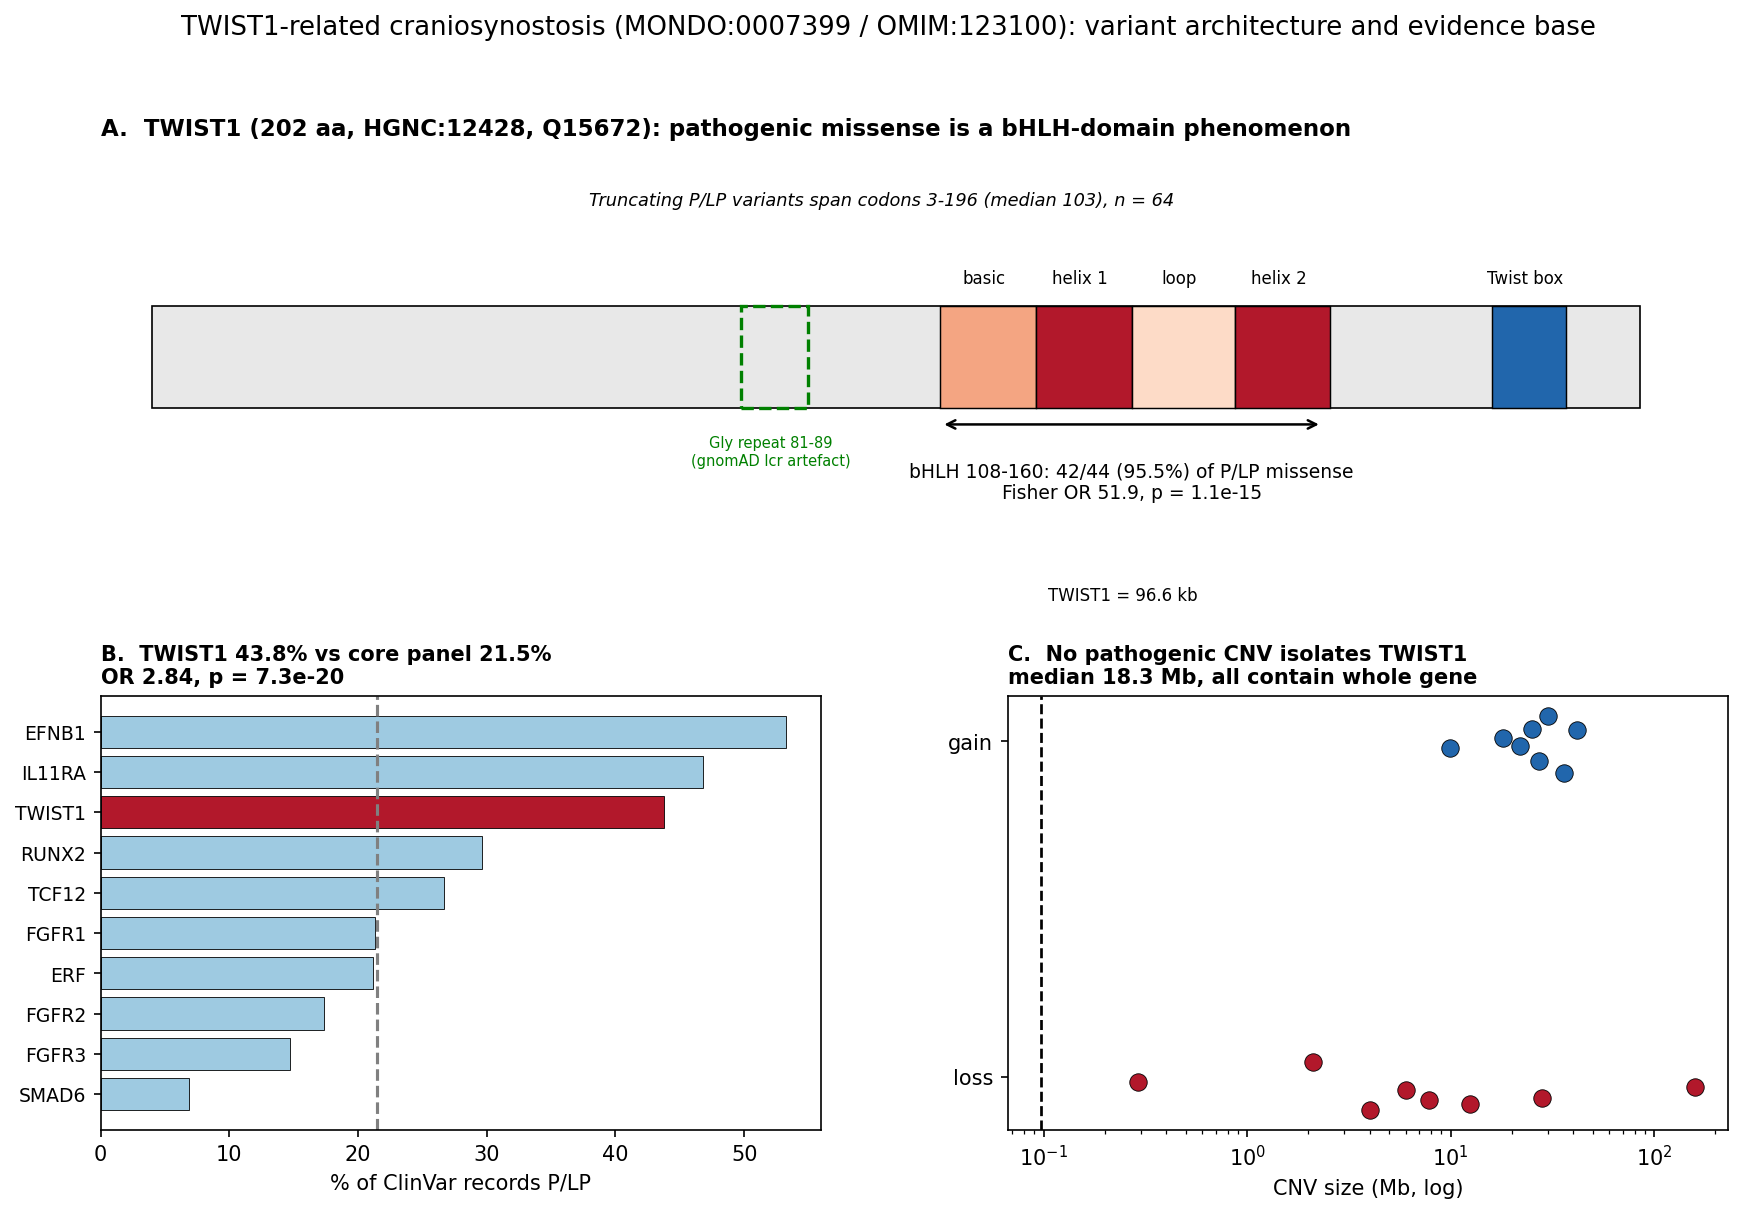 TWIST1-related craniosynostosis (MONDO:0007399 / OMIM:123100): variant architecture and evidence base
A.  TWIST1 (202 aa, HGNC:12428, Q15672): pathogenic missense is a bHLH-domain phenomenon
Truncating P/LP variants span codons 3-196 (median 103), n = 64
basic
helix 1
loop
helix 2
Twist box
Gly repeat 81-89
(gnomAD lcr artefact)
bHLH 108-160: 42/44 (95.5%) of P/LP missense
Fisher OR 51.9, p = 1.1e-15
TWIST1 = 96.6 kb
B.  TWIST1 43.8% vs core panel 21.5%
OR 2.84, p = 7.3e-20
EFNB1
IL11RA
TWIST1
RUNX2
TCF12
FGFR1
ERF
FGFR2
FGFR3
SMAD6
0 10 20 30 40 50
% of ClinVar records P/LP
C.  No pathogenic CNV isolates TWIST1
median 18.3 Mb, all contain whole gene
gain
loss
10⁻¹ 10⁰ 10¹ 10²
CNV size (Mb, log)